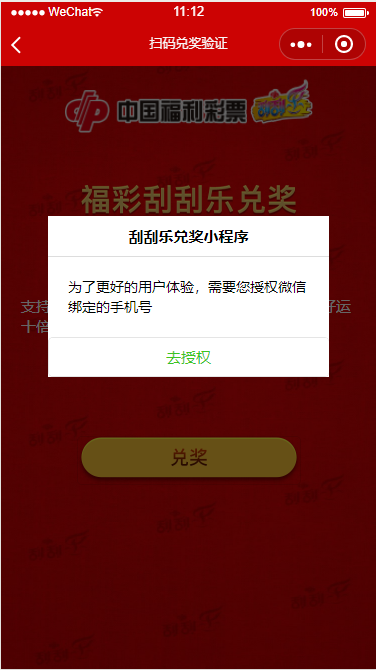 WeChat 11:12 100%
扫码兑奖验证
中国福利彩票 刮刮乐
福彩刮刮乐兑奖
刮刮乐兑奖小程序
为了更好的用户体验，需要您授权微信
绑定的手机号
支持
好运
十倍
去授权
兑奖